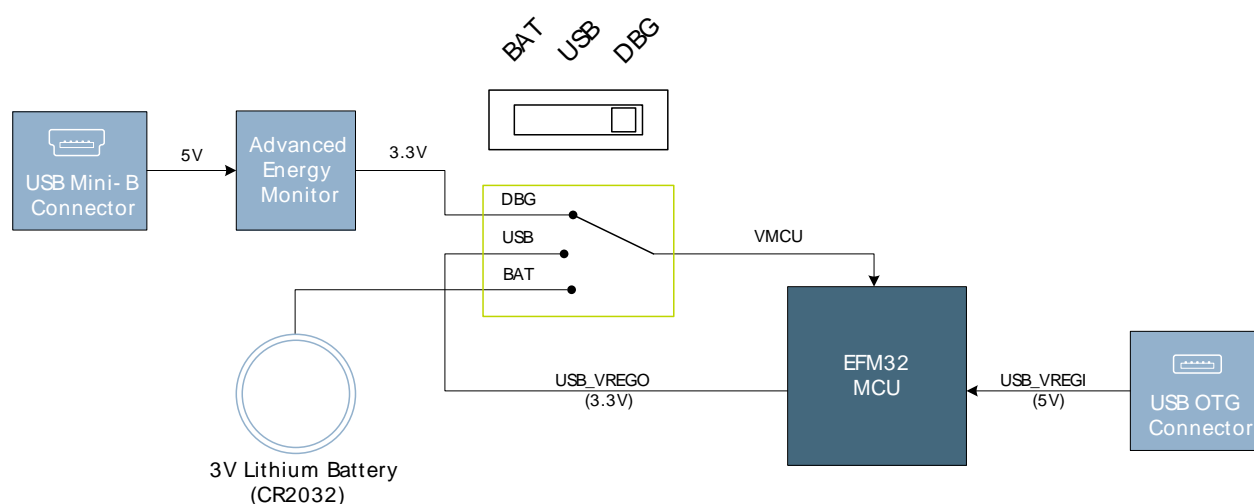 BAT
USB
DBG
USB Mini-B
Connector
5V
Advanced
Energy
Monitor
3.3V
DBG
USB
BAT
VMCU
EFM32
MCU
USB_VREGO
(3.3V)
USB_VREGI
(5V)
USB OTG
Connector
3V Lithium Battery
(CR2032)